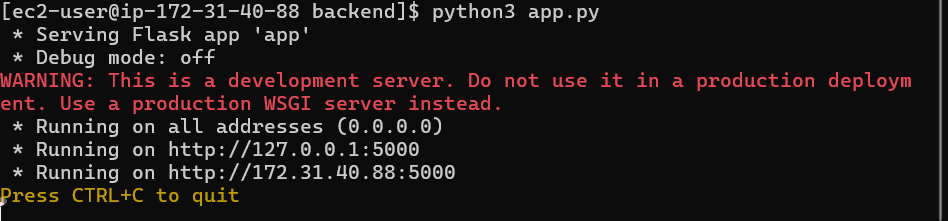 [ec2-user@ip-172-31-40-88 backend]$ python3 app.py
 * Serving Flask app 'app'
 * Debug mode: off
WARNING: This is a development server. Do not use it in a production deploym
ent. Use a production WSGI server instead.
 * Running on all addresses (0.0.0.0)
 * Running on http://127.0.0.1:5000
 * Running on http://172.31.40.88:5000
Press CTRL+C to quit